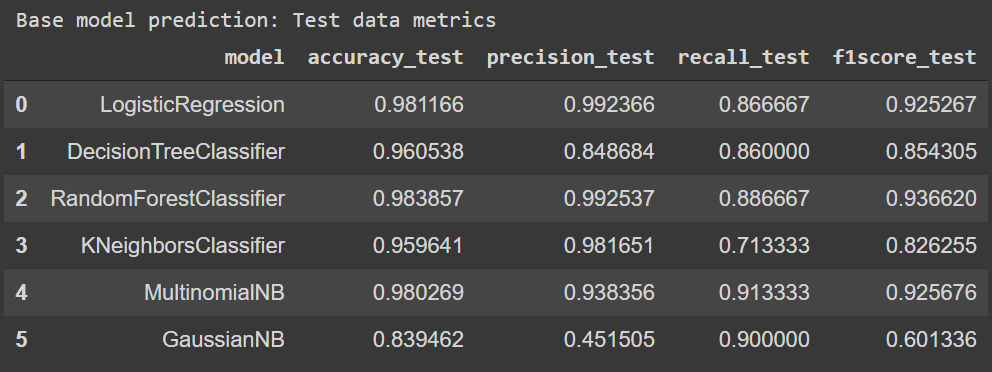 Base model prediction: Test data metrics
model accuracy_test precision_test recall_test f1score_test
0 LogisticRegression 0.981166 0.992366 0.866667 0.925267
1 DecisionTreeClassifier 0.960538 0.848684 0.860000 0.854305
2 RandomForestClassifier 0.983857 0.992537 0.886667 0.936620
3 KNeighborsClassifier 0.959641 0.981651 0.713333 0.826255
4 MultinomialNB 0.980269 0.938356 0.913333 0.925676
5 GaussianNB 0.839462 0.451505 0.900000 0.601336